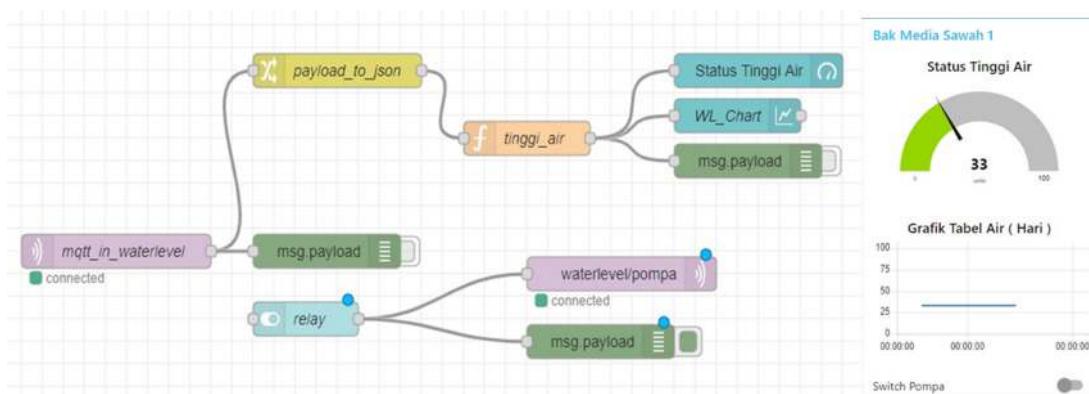 payload_to_json
Status Tinggi Air
WL_Chart
tinggi_air
msg.payload
mqtt_in_waterlevel
connected
msg.payload
waterlevel/pompa
connected
relay
msg.payload
Bak Media Sawah 1
Status Tinggi Air
33
units
0
100
Grafik Tabel Air ( Hari )
100
75
50
25
0
00:00:00
00:00:00
00:00:00
Switch Pompa